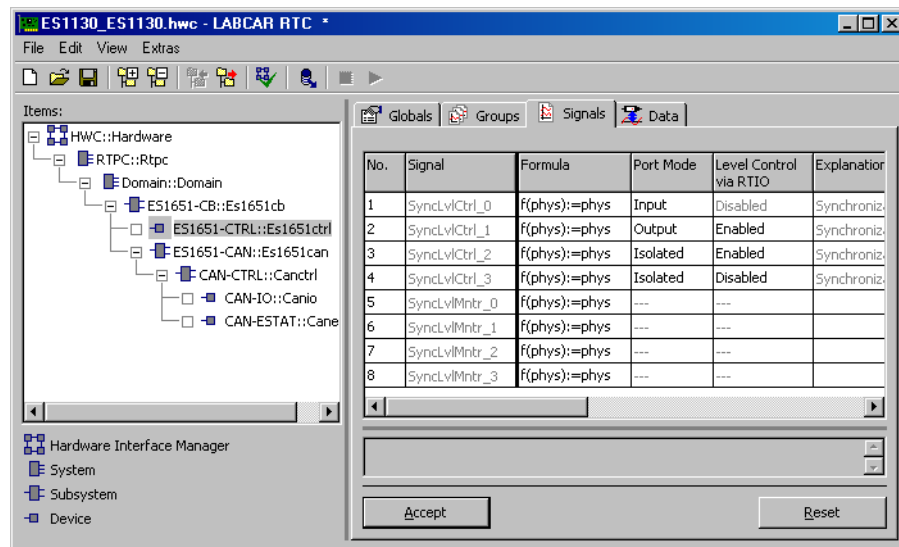 ES1130_ES1130.hwc - LABCAR RTC *
File Edit View Extras
Items:
HWC::Hardware
RTPC::Rtpc
Domain::Domain
ES1651-CB::Es1651cb
ES1651-CTRL::Es1651ctrl
ES1651-CAN::Es1651can
CAN-CTRL::Canctrl
CAN-IO::Canio
CAN-ESTAT::Cane
Hardware Interface Manager
System
Subsystem
Device
Globals Groups Signals Data
No. Signal Formula Port Mode Level Control Explanation
via RTIO
1 SyncLvlCtrl_0 f(phys):=phys Input Disabled Synchroniza
2 SyncLvlCtrl_1 f(phys):=phys Output Enabled Synchroniza
3 SyncLvlCtrl_2 f(phys):=phys Isolated Enabled Synchroniza
4 SyncLvlCtrl_3 f(phys):=phys Isolated Disabled Synchroniza
5 SyncLvlMntr_0 f(phys):=phys --- ---
6 SyncLvlMntr_1 f(phys):=phys --- ---
7 SyncLvlMntr_2 f(phys):=phys --- ---
8 SyncLvlMntr_3 f(phys):=phys --- ---
Accept Reset